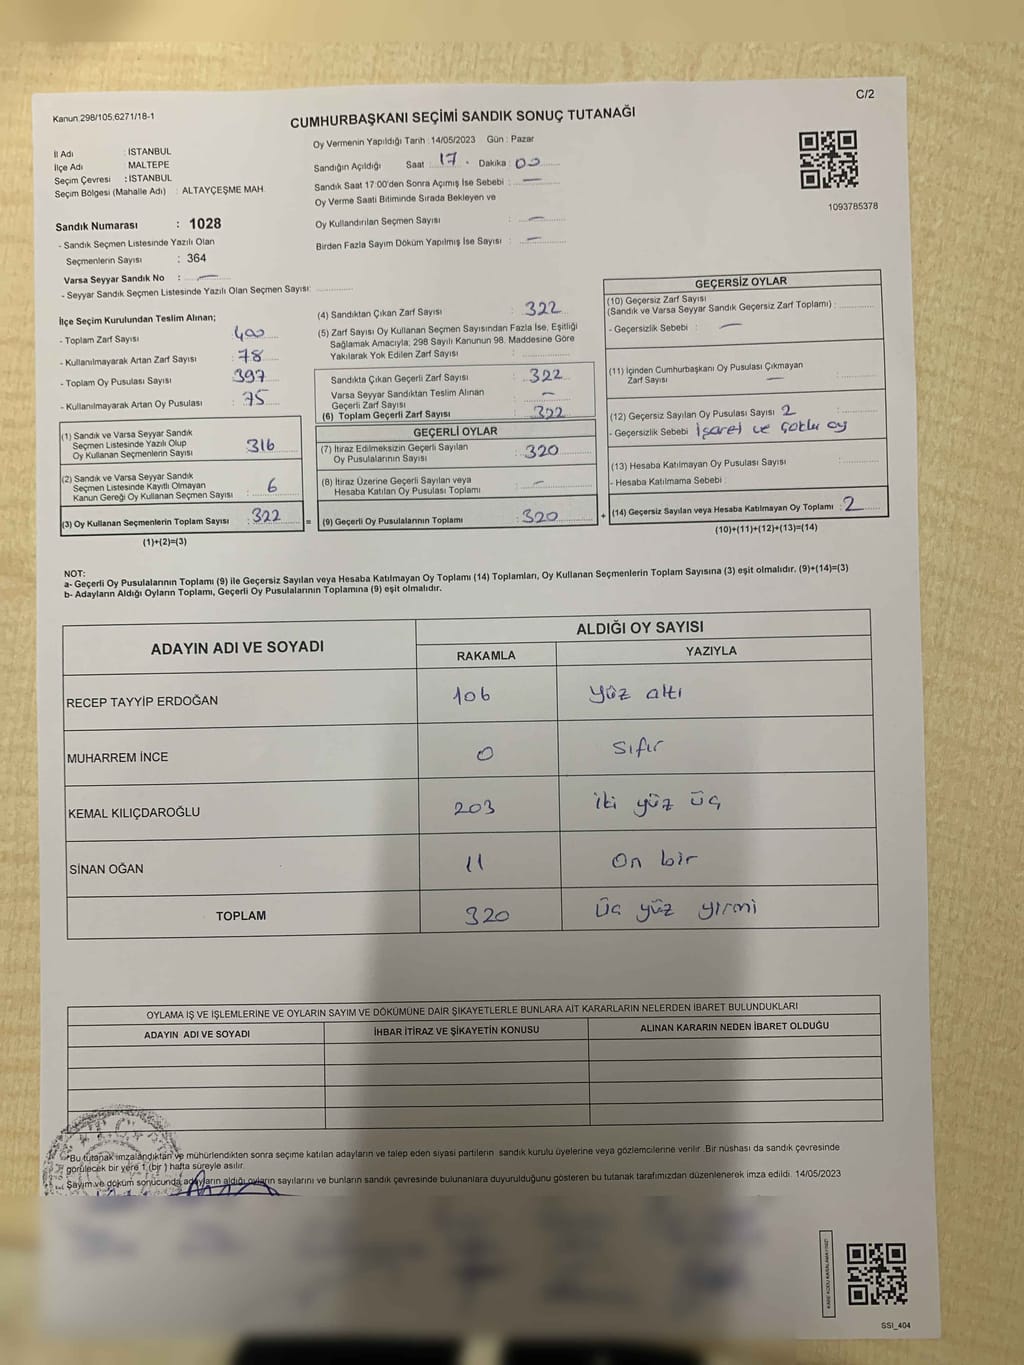 C/2
Kanun 298/105,6271/18-1
CUMHURBAŞKANI SEÇİMİ SANDIK SONUÇ TUTANAĞI
Oy Vermenin Yapıldığı Tarih : 14/05/2023 Gün : Pazar
İl Adı : İSTANBUL
İlçe Adı : MALTEPE
Seçim Çevresi : İSTANBUL
Seçim Bölgesi (Mahalle Adı) : ALTAYÇEŞME MAH.
Sandığın Açıldığı Saat : 17 . Dakika : 00
Sandık Saat 17:00'den Sonra Açımış İse Sebebi : —
Oy Verme Saati Bitiminde Sırada Bekleyen ve
Oy Kullandırılan Seçmen Sayısı : —
Birden Fazla Sayım Döküm Yapılmış İse Sayısı : —
1093785378
Sandık Numarası : 1028
- Sandık Seçmen Listesinde Yazılı Olan
Seçmenlerin Sayısı : 364
Varsa Seyyar Sandık No : —
- Seyyar Sandık Seçmen Listesinde Yazılı Olan Seçmen Sayısı:
İlçe Seçim Kurulundan Teslim Alınan;
- Toplam Zarf Sayısı : 400
- Kullanılmayarak Artan Zarf Sayısı : 78
- Toplam Oy Pusulası Sayısı : 397
- Kullanılmayarak Artan Oy Pusulası : 75
(1) Sandık ve Varsa Seyyar Sandık
Seçmen Listesinde Yazılı Olup
Oy Kullanan Seçmenlerin Sayısı : 316
(2) Sandık ve Varsa Seyyar Sandık
Seçmen Listesinde Kayıtlı Olmayan
Kanun Gereği Oy Kullanan Seçmen Sayısı : 6
(3) Oy Kullanan Seçmenlerin Toplam Sayısı : 322
(1)+(2)=(3)
(4) Sandıktan Çıkan Zarf Sayısı : 322
(5) Zarf Sayısı Oy Kullanan Seçmen Sayısından Fazla İse, Eşitliği
Sağlamak Amacıyla; 298 Sayılı Kanunun 98. Maddesine Göre
Yakılarak Yok Edilen Zarf Sayısı :
Sandıkta Çıkan Geçerli Zarf Sayısı : 322
Varsa Seyyar Sandıktan Teslim Alınan
Geçerli Zarf Sayısı : —
(6) Toplam Geçerli Zarf Sayısı : 322
GEÇERLİ OYLAR
(7) İtiraz Edilmeksizin Geçerli Sayılan
Oy Pusulalarının Sayısı : 320
(8) İtiraz Üzerine Geçerli Sayılan veya
Hesaba Katılan Oy Pusulası Toplamı : —
= (9) Geçerli Oy Pusulalarının Toplamı : 320 +
GEÇERSİZ OYLAR
(10) Geçersiz Zarf Sayısı
(Sandık ve Varsa Seyyar Sandık Geçersiz Zarf Toplamı) :
- Geçersizlik Sebebi : —
(11) İçinden Cumhurbaşkanı Oy Pusulası Çıkmayan
Zarf Sayısı : —
(12) Geçersiz Sayılan Oy Pusulası Sayısı 2 :
- Geçersizlik Sebebi İşaret ve Çoklu oy
(13) Hesaba Katılmayan Oy Pusulası Sayısı :
- Hesaba Katılmama Sebebi :
(14) Geçersiz Sayılan veya Hesaba Katılmayan Oy Toplamı : 2
(10)+(11)+(12)+(13)=(14)
NOT:
a- Geçerli Oy Pusulalarının Toplamı (9) ile Geçersiz Sayılan veya Hesaba Katılmayan Oy Toplamı (14) Toplamları, Oy Kullanan Seçmenlerin Toplam Sayısına (3) eşit olmalıdır. (9)+(14)=(3)
b- Adayların Aldığı Oyların Toplamı, Geçerli Oy Pusulalarının Toplamına (9) eşit olmalıdır.
ADAYIN ADI VE SOYADI
ALDIĞI OY SAYISI
RAKAMLA YAZIYLA
RECEP TAYYİP ERDOĞAN 106 Yüz altı
MUHARREM İNCE 0 Sıfır
KEMAL KILIÇDAROĞLU 203 iki yüz üç
SİNAN OĞAN 11 On bir
TOPLAM 320 Üç yüz yirmi
OYLAMA İŞ VE İŞLEMLERİNE VE OYLARIN SAYIM VE DÖKÜMÜNE DAİR ŞİKAYETLERLE BUNLARA AİT KARARLARIN NELERDEN İBARET BULUNDUKLARI
ADAYIN ADI VE SOYADI İHBAR İTİRAZ VE ŞİKAYETİN KONUSU ALINAN KARARIN NEDEN İBARET OLDUĞU
Bu tutanak imzalandıktan ve mühürlendikten sonra seçime katılan adayların ve talep eden siyasi partilerin sandık kurulu üyelerine veya gözlemcilerine verilir. Bir nüshası da sandık çevresinde
görülecek bir yere 1 (bir ) hafta süreyle asılır.
Sayım ve döküm sonucunda adayların aldığı oyların sayılarını ve bunların sandık çevresinde bulunanlara duyurulduğunu gösteren bu tutanak tarafımızdan düzenlenerek imza edildi. 14/05/2023
SSI_404